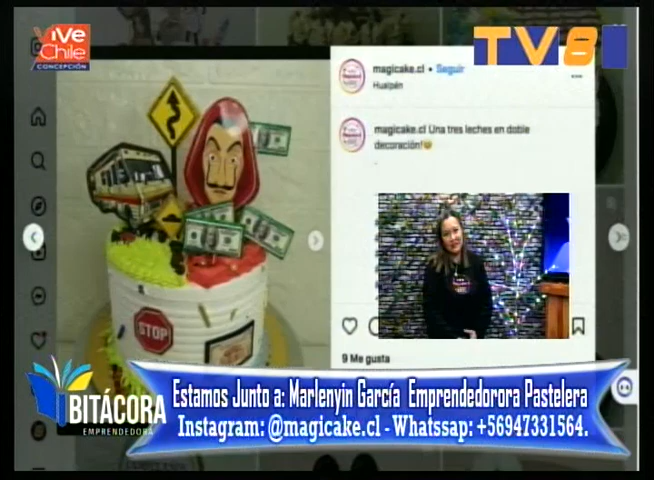 ViVe
Chile
CONCEPCIÓN
TV8
magicake.cl • Seguir
Hualpén
magicake.cl Una tres leches en doble
decoración!
STOP
9 Me gusta
BITÁCORA
EMPRENDEDORA
Estamos Junto a: Marlenyin García Emprendedorora Pastelera
Instagram: @magicake.cl - Whatssap: +56947331564.